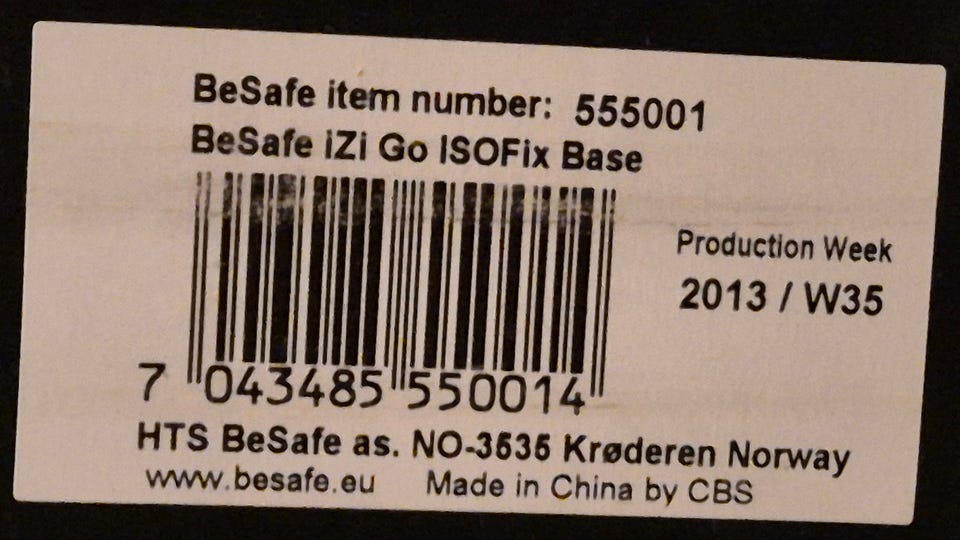 BeSafe item number: 555001
BeSafe iZi Go ISOFix Base
Production Week
2013 / W35
7 043485 550014
HTS BeSafe as. NO-3535 Krøderen Norway
www.besafe.eu Made in China by CBS